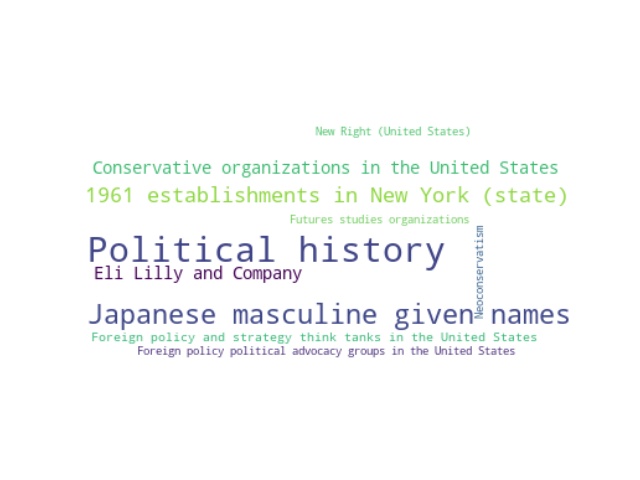 New Right (United States)
Conservative organizations in the United States
1961 establishments in New York (state)
Futures studies organizations
Political history
Neoconservatism
Eli Lilly and Company
Japanese masculine given names
Foreign policy and strategy think tanks in the United States
Foreign policy political advocacy groups in the United States